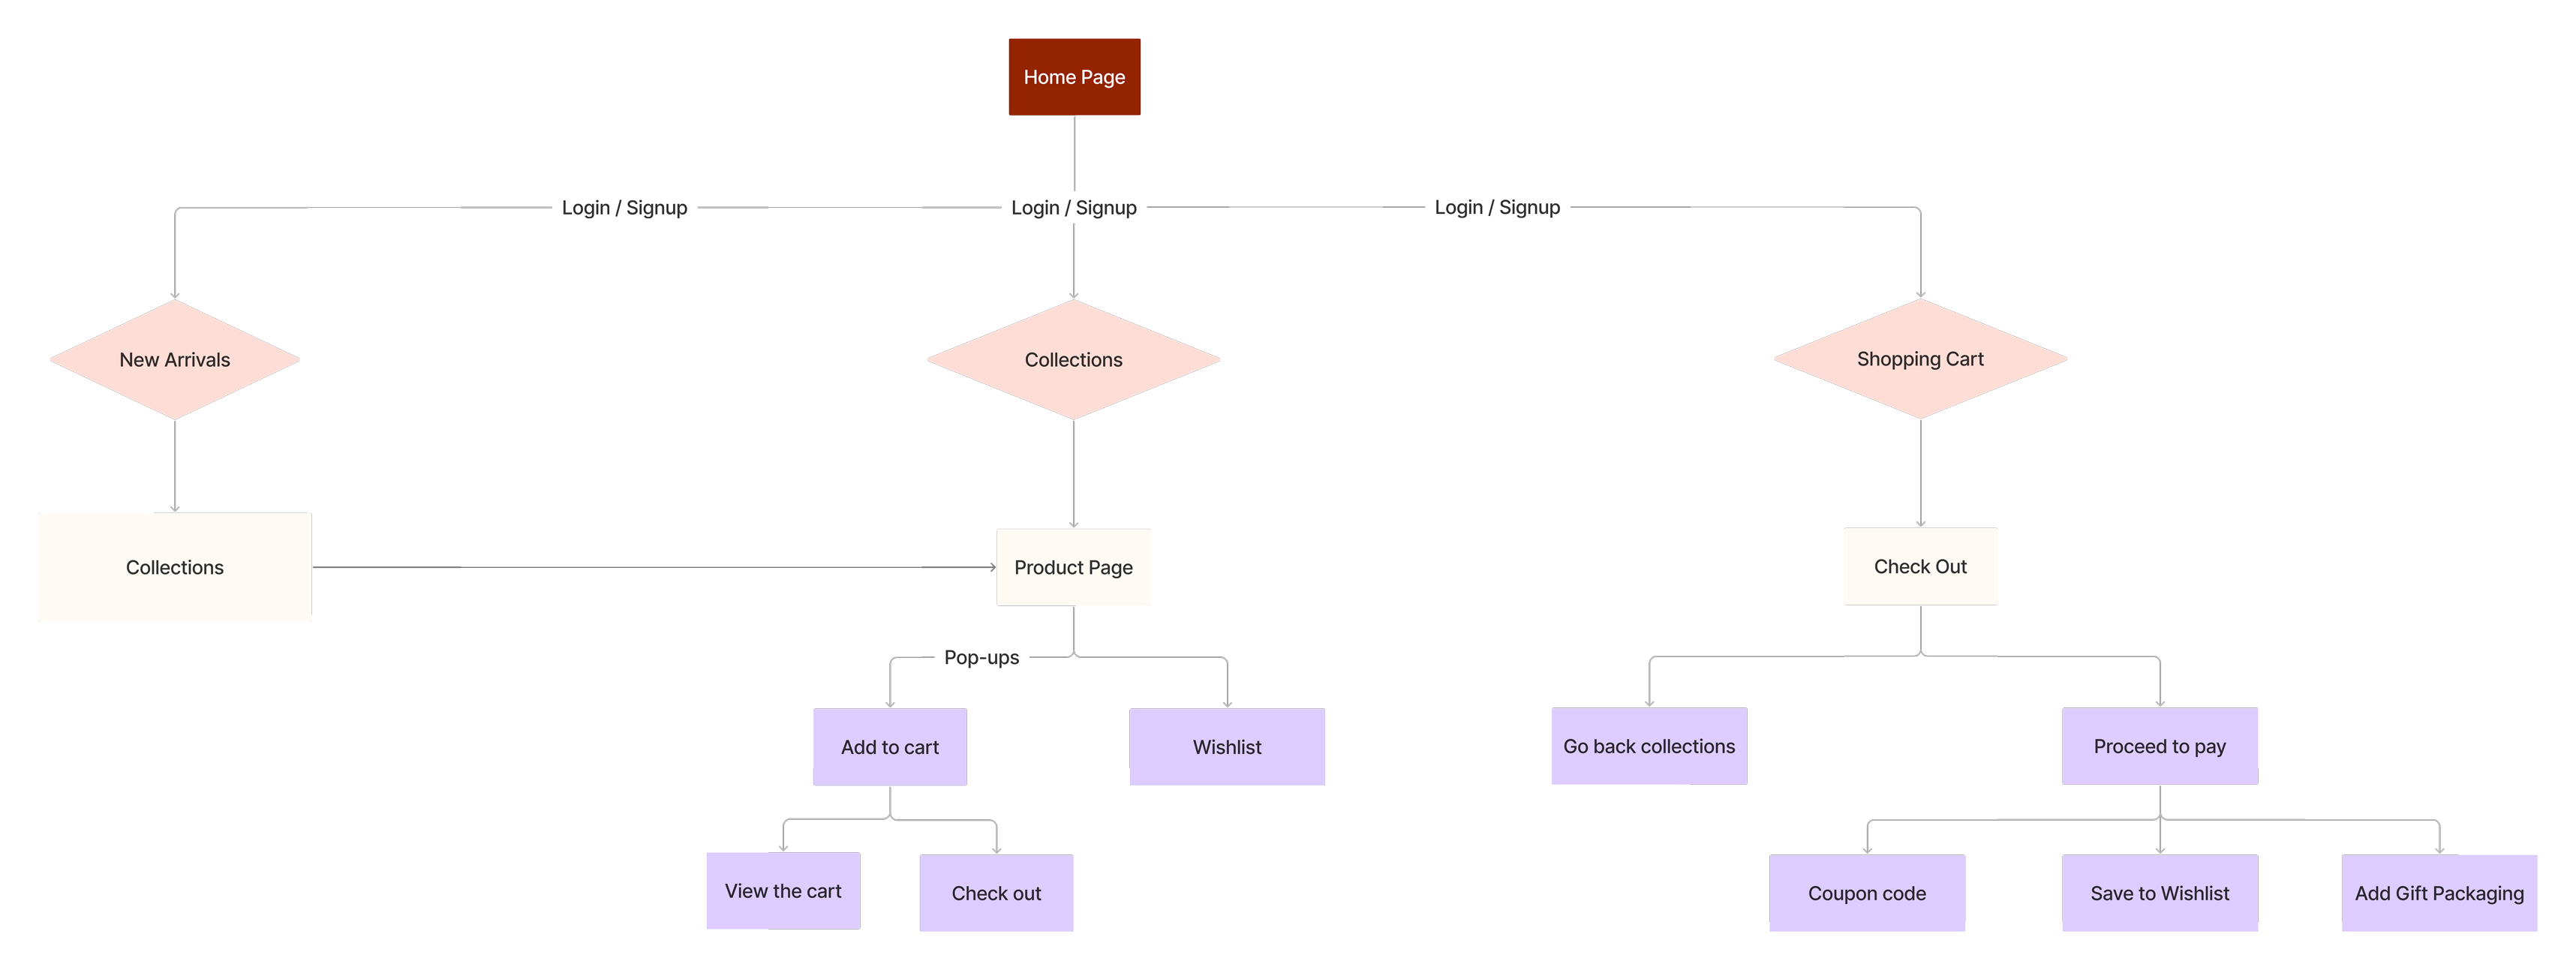 Home Page
Login / Signup
Login / Signup
Login / Signup
New Arrivals
Collections
Shopping Cart
Collections
Product Page
Check Out
Pop-ups
Add to cart
Wishlist
Go back collections
Proceed to pay
View the cart
Check out
Coupon code
Save to Wishlist
Add Gift Packaging